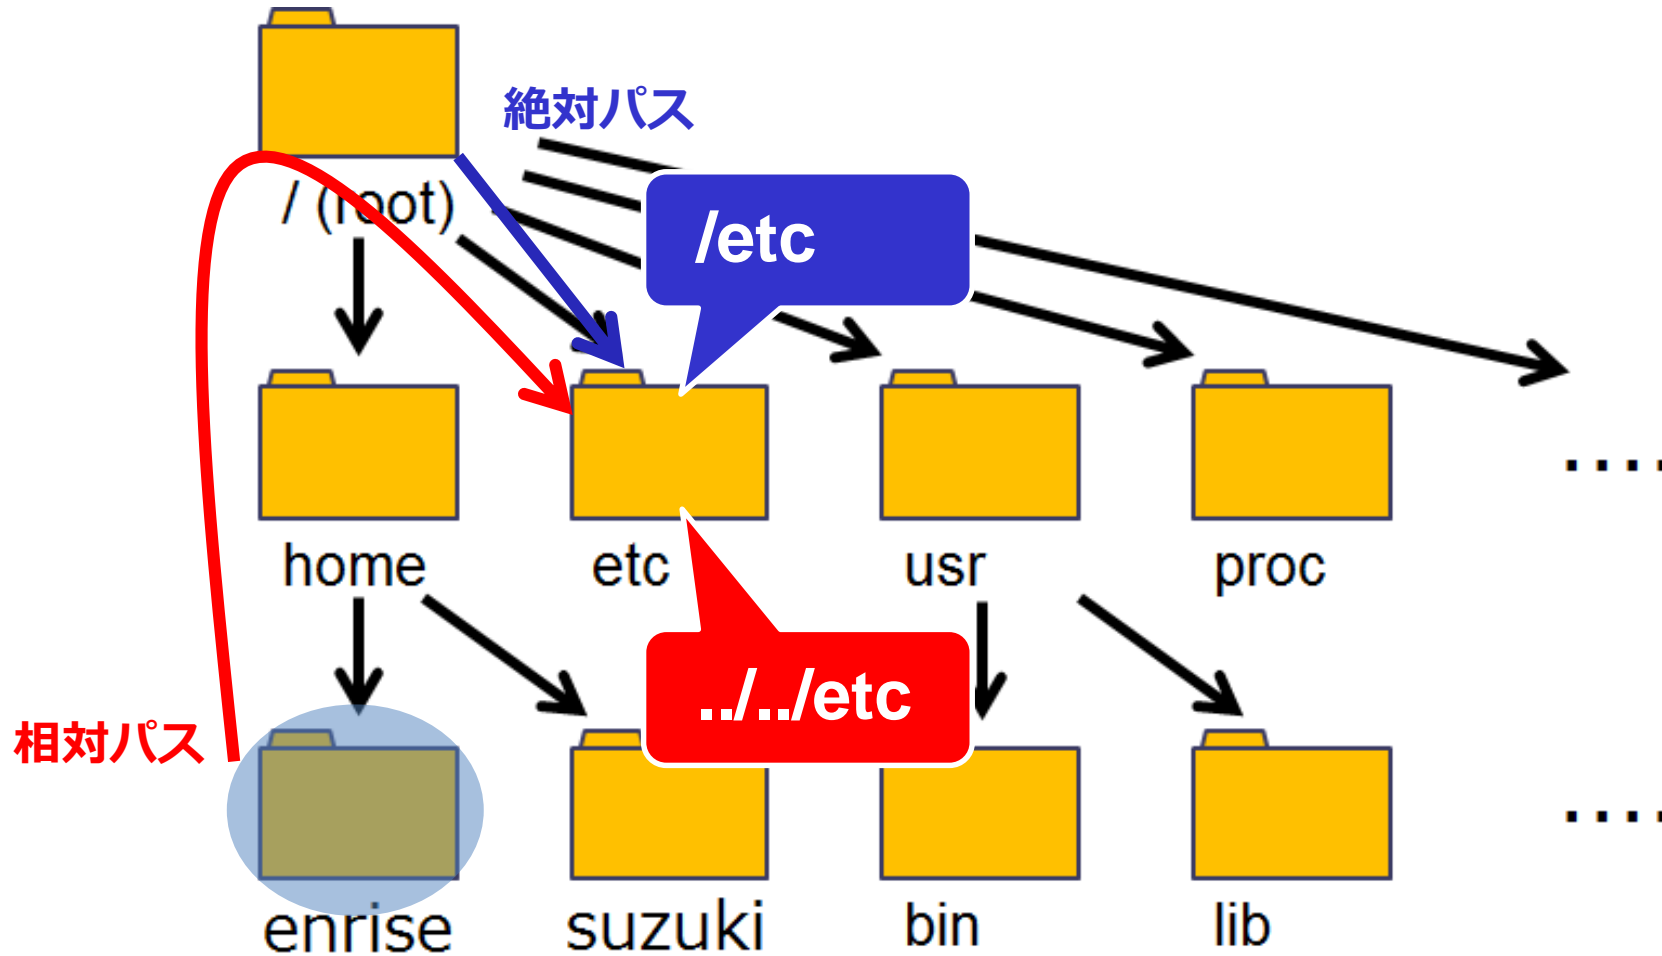 絶対パス
/ (root)
/etc
....
home
etc
usr
proc
../../etc
相対パス
....
enrise
suzuki
bin
lib